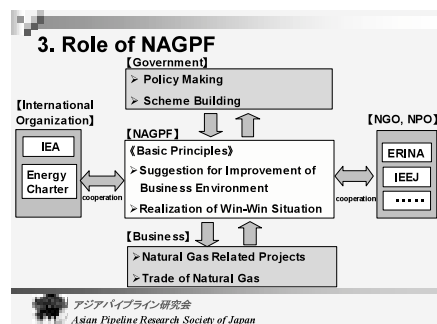 3. Role of NAGPF
【Government】
➢ Policy Making
➢ Scheme Building
【International
Organization】
IEA
Energy
Charter
cooperation
【NAGPF】
《Basic Principles》
➢Suggestion for Improvement of
Business Environment
➢Realization of Win-Win Situation
cooperation
【NGO, NPO】
ERINA
IEEJ
・・・・・
【Business】
➢Natural Gas Related Projects
➢Trade of Natural Gas
アジアパイプライン研究会
Asian Pipeline Research Society of Japan